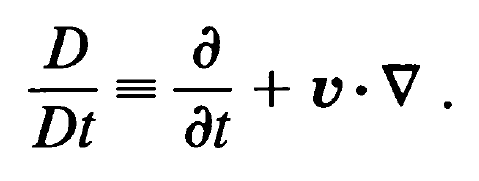 D/Dt ≡ ∂/∂t + v · ∇ .